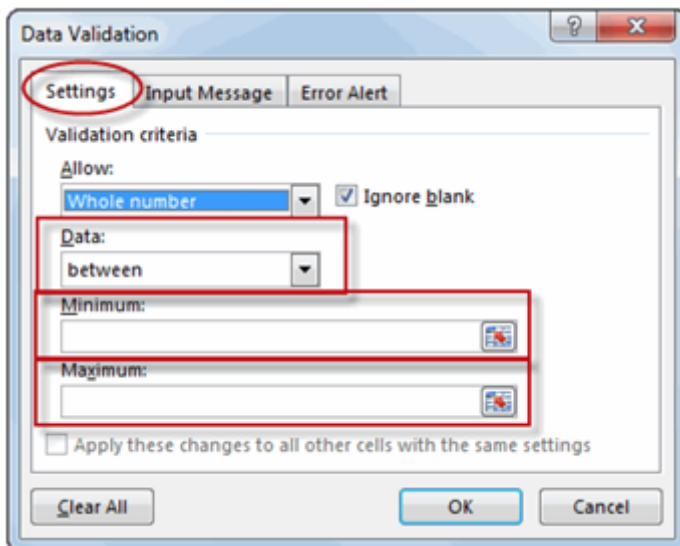 Data Validation
Settings Input Message Error Alert
Validation criteria
Allow:
Whole number Ignore blank
Data:
between
Minimum:
Maximum:
Apply these changes to all other cells with the same settings
Clear All OK Cancel